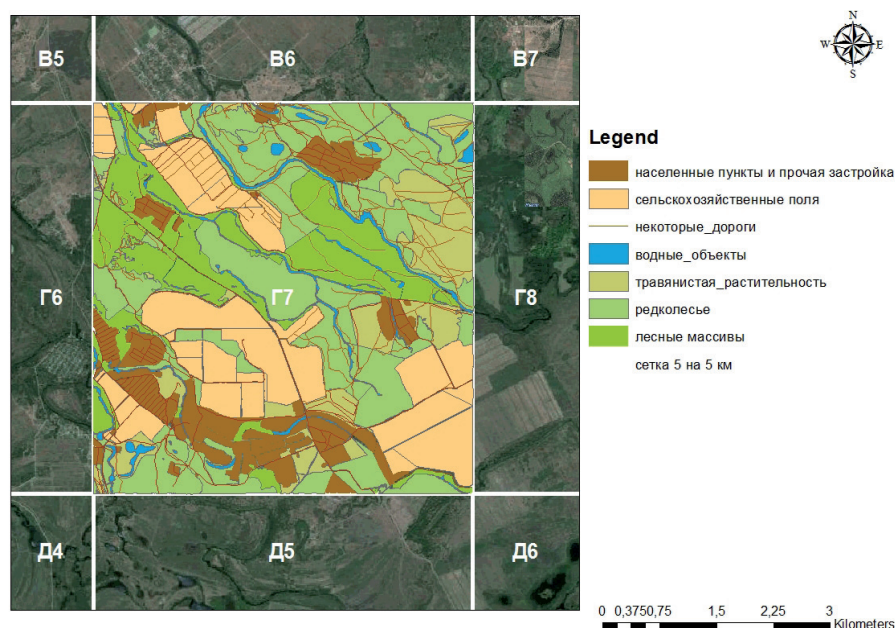 В5 В6 В7
N
W E
S
Legend
населенные пункты и прочая застройка
сельскохозяйственные поля
некоторые_дороги
водные_объекты
травянистая_растительность
редколесье
лесные массивы
сетка 5 на 5 км
Г6 Г7 Г8
Д4 Д5 Д6
0 0,3750,75 1,5 2,25 3
Kilometers